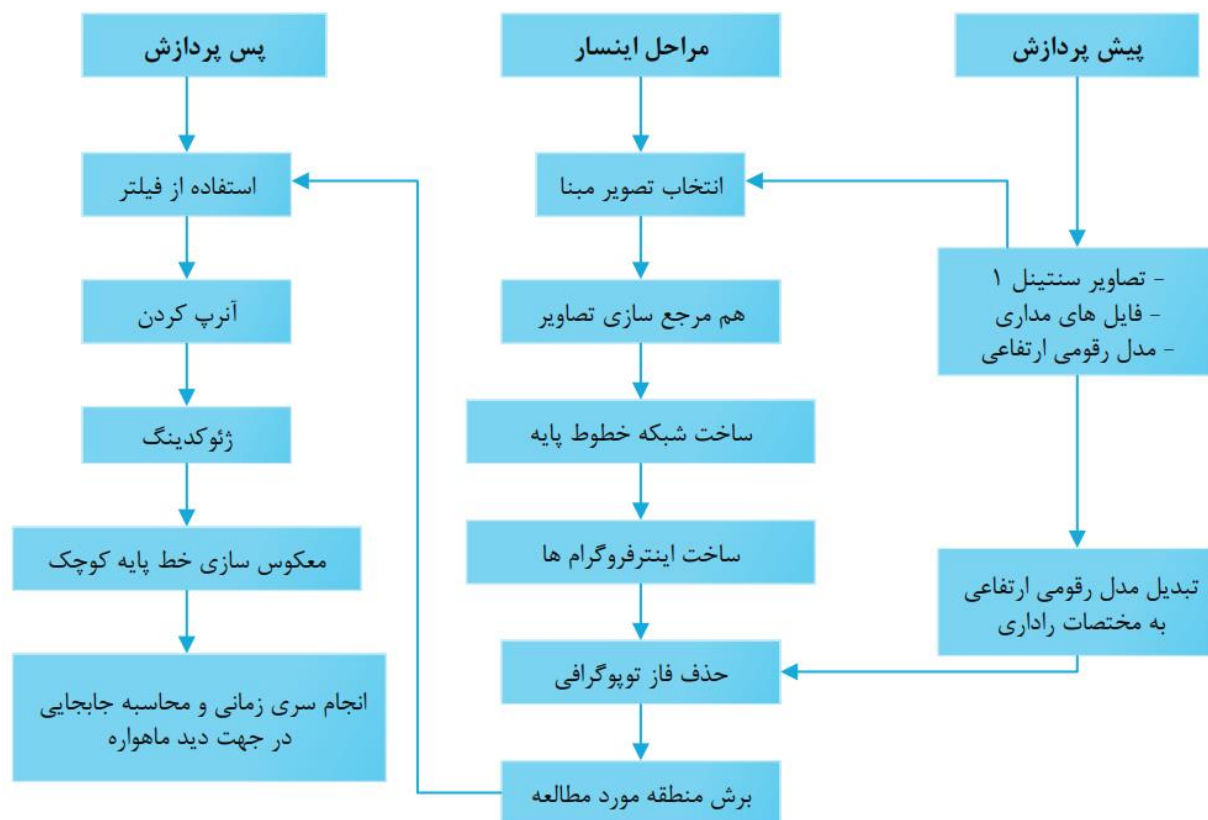 پیش پردازش
- تصاویر سنتینل ۱
- فایل های مداری
- مدل رقومی ارتفاعی
تبدیل مدل رقومی ارتفاعی
به مختصات راداری
مراحل اینسار
انتخاب تصویر مبنا
هم مرجع سازی تصاویر
ساخت شبکه خطوط پایه
ساخت اینترفروگرام ها
حذف فاز توپوگرافی
برش منطقه مورد مطالعه
پس پردازش
استفاده از فیلتر
آنرپ کردن
ژئوکدینگ
معکوس سازی خط پایه کوچک
انجام سری زمانی و محاسبه جابجایی
در جهت دید ماهواره